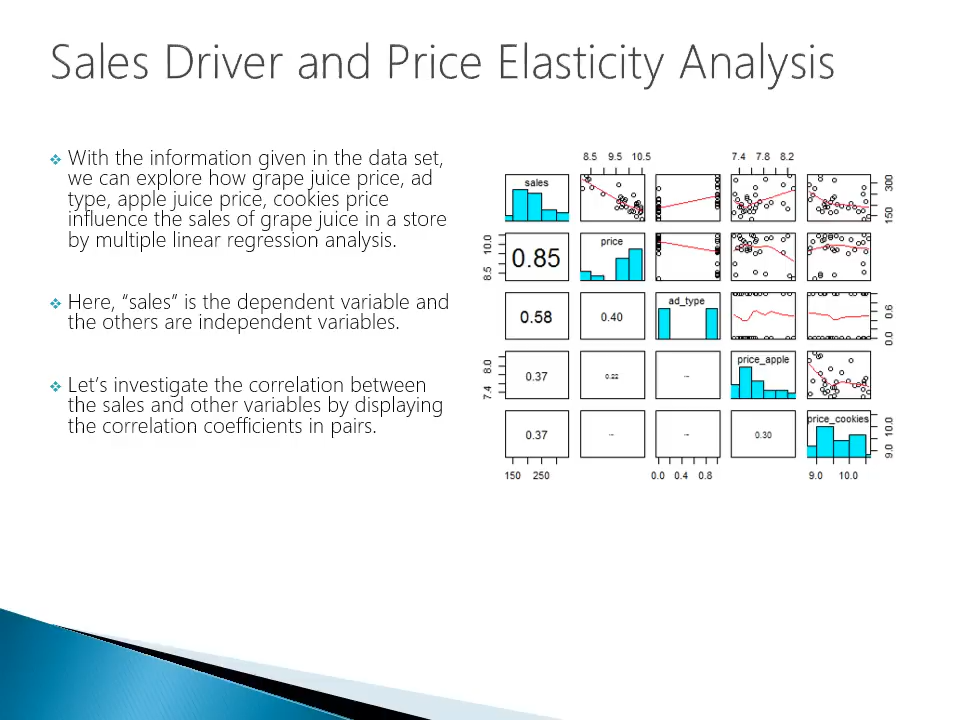 Sales Driver and Price Elasticity Analysis
With the information given in the data set,
we can explore how grape juice price, ad
type, apple juice price, cookies price
influence the sales of grape juice in a store
by multiple linear regression analysis.
Here, “sales” is the dependent variable and
the others are independent variables.
Let’s investigate the correlation between
the sales and other variables by displaying
the correlation coefficients in pairs.
8.5 9.5 10.5 7.4 7.8 8.2
sales
150 300
8.5 10.0
0.85
price
0.58 0.40
ad_type
0.0 0.6
7.4 8.0
0.37 0.22
price_apple
0.37 0.30
price_cookies
9.0 10.0
150 250 0.0 0.4 0.8 9.0 10.0